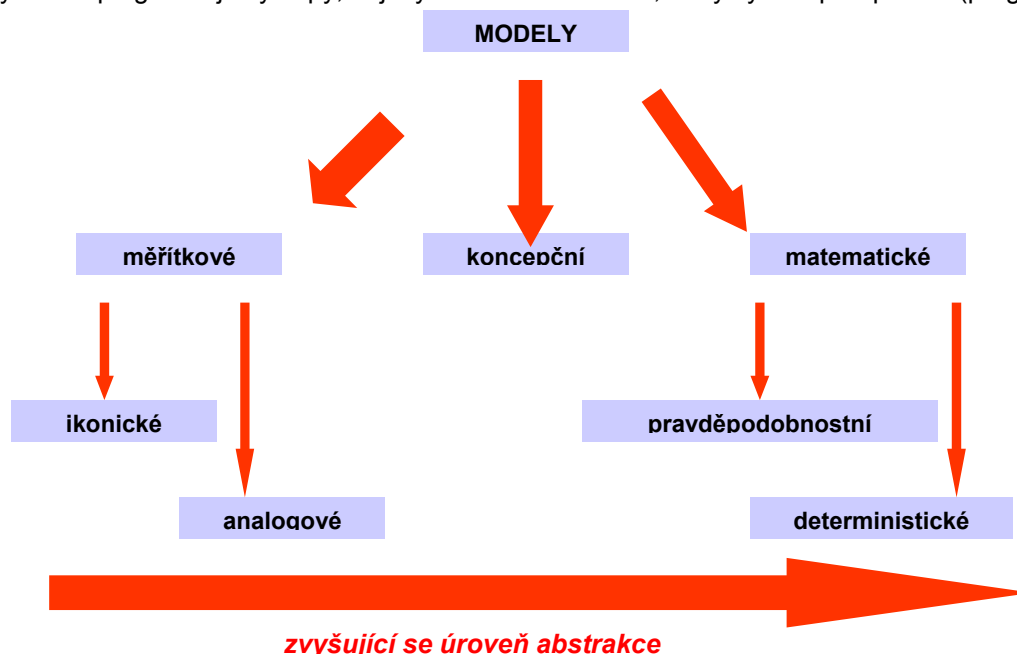 MODELY
měřítkové koncepční matematické
ikonické pravděpodobnostní
analogové deterministické
zvyšující se úroveň abstrakce